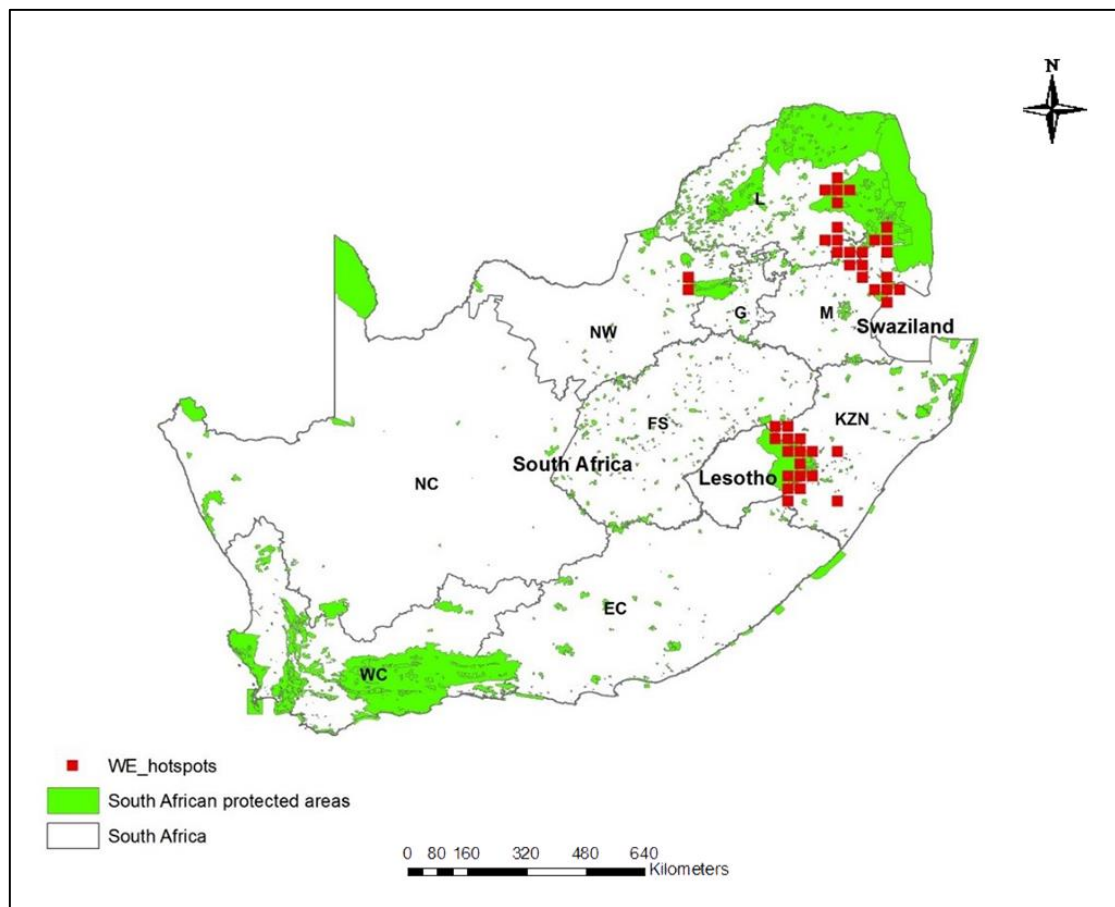 N
L
G
M
NW
Swaziland
FS
KZN
South Africa
NC
Lesotho
EC
WC
WE_hotspots
South African protected areas
South Africa
0 80 160 320 480 640
Kilometers